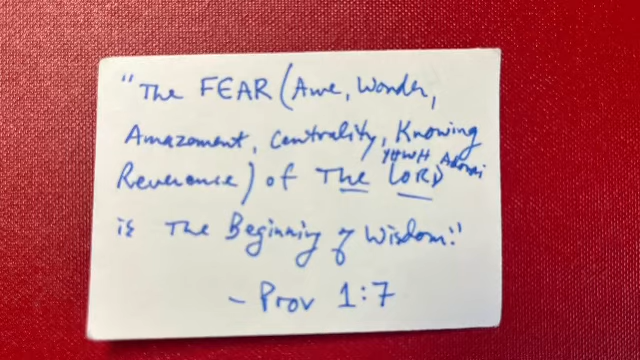 "The FEAR (Awe, Wonder,
Amazement, Centrality, Knowing
YHWH Adonai
Reverence) of The LORD
is The Beginning of Wisdom."
- Prov 1:7